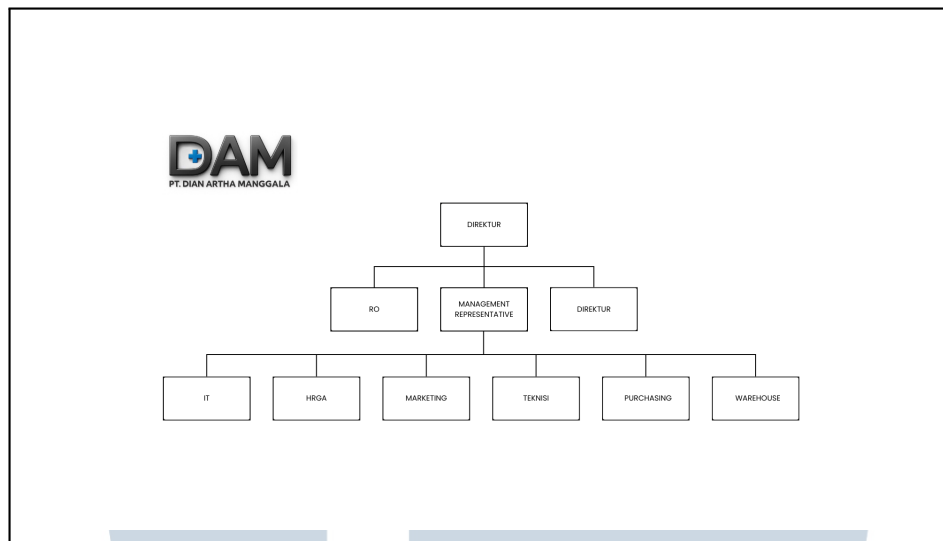 DAM
PT. DIAN ARTHA MANGGALA
DIREKTUR
RO
MANAGEMENT
REPRESENTATIVE
DIREKTUR
IT
HRGA
MARKETING
TEKNISI
PURCHASING
WAREHOUSE